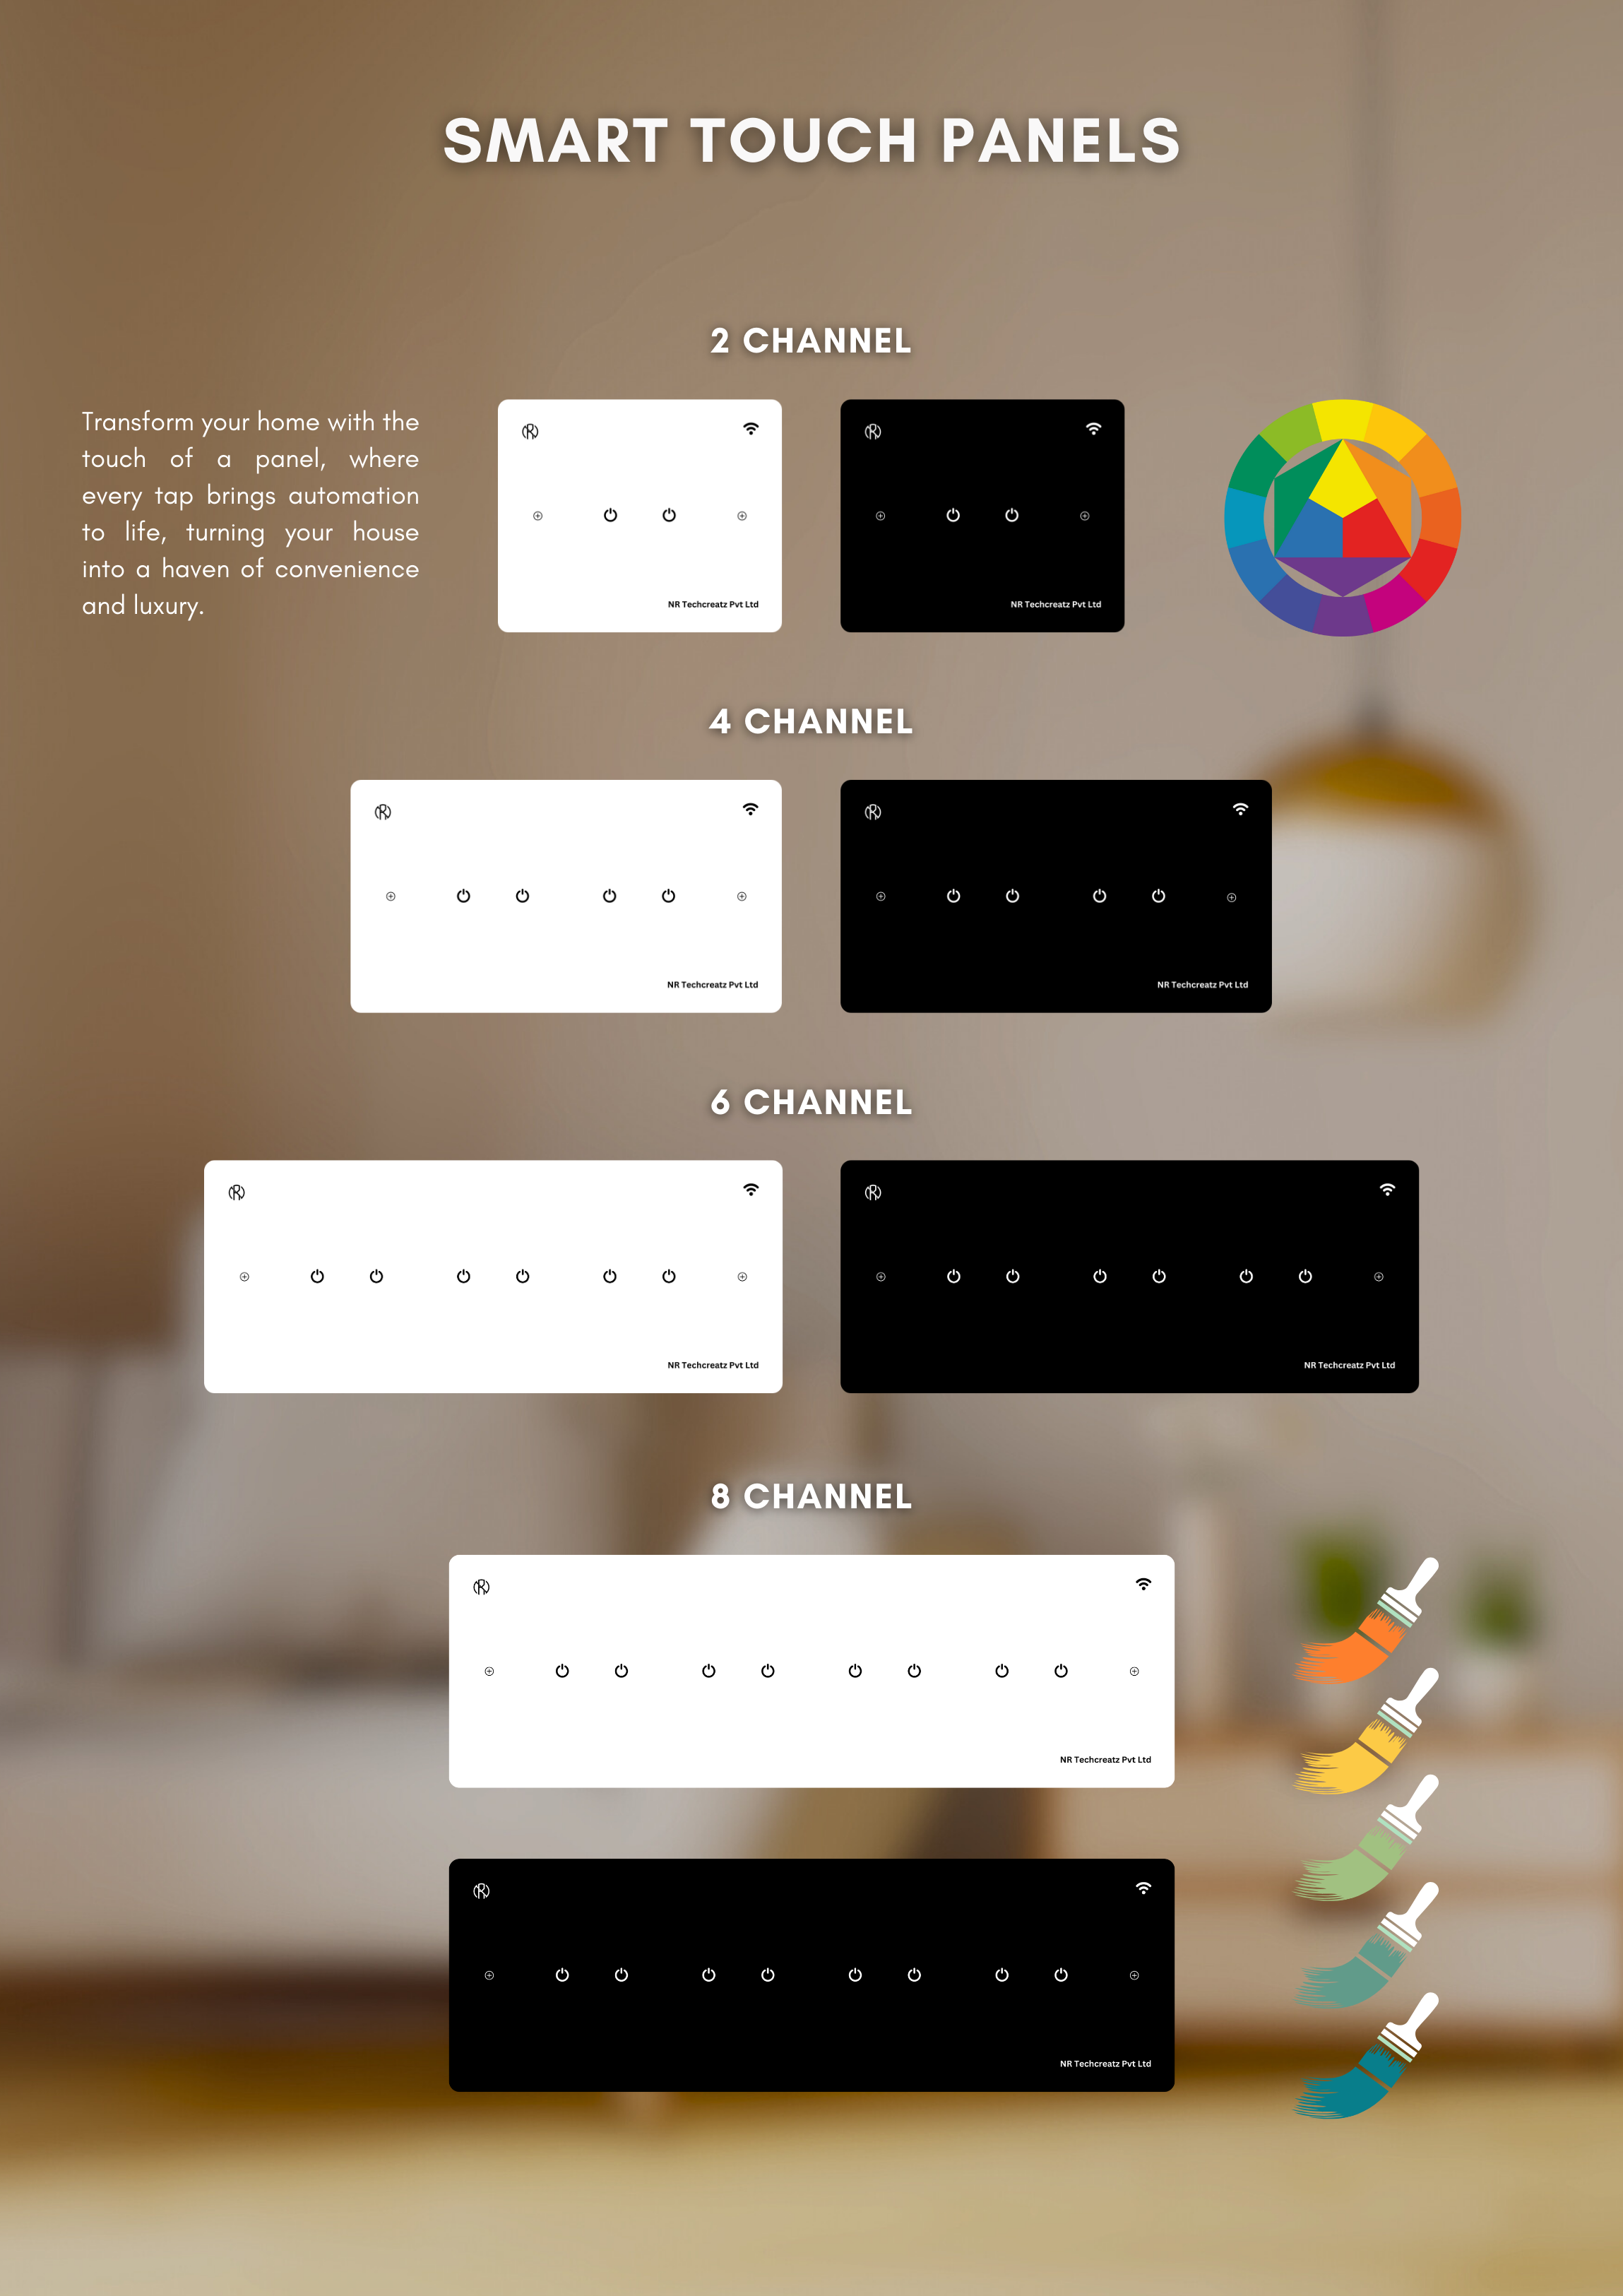 SMART TOUCH PANELS
2 CHANNEL
Transform your home with the
touch of a panel, where
every tap brings automation
to life, turning your house
into a haven of convenience
and luxury.
NR Techcreatz Pvt Ltd
NR Techcreatz Pvt Ltd
4 CHANNEL
NR Techcreatz Pvt Ltd
NR Techcreatz Pvt Ltd
6 CHANNEL
NR Techcreatz Pvt Ltd
NR Techcreatz Pvt Ltd
8 CHANNEL
NR Techcreatz Pvt Ltd
NR Techcreatz Pvt Ltd